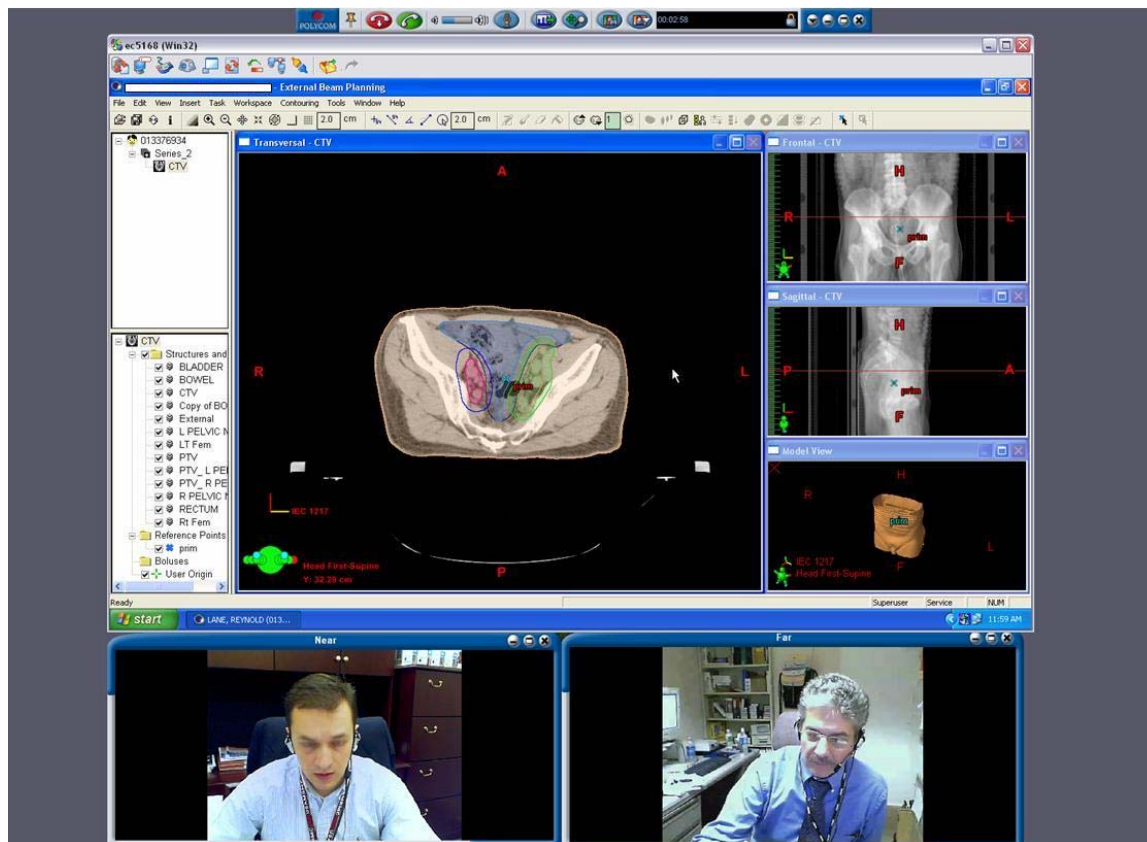 POLYCOM
00:02:58
ec5168 (Win32)
- External Beam Planning
File Edit View Insert Task Workspace Contouring Tools Window Help
2.0 cm 2.0 cm 1
013376934
Series_2
CTV
Transversal - CTV
A
R
L
prim
IEC 1217
Head First-Supine
Y: 32.29 cm
P
Frontal - CTV
H
R
L
prim
F
L
Sagittal - CTV
H
P
A
prim
F
L
Model View
H
R
prim
L
IEC 1217
F
Head First-Supine
CTV
Structures and
BLADDER
BOWEL
CTV
Copy of BO
External
L PELVIC N
LT Fem
PTV
PTV_ L PEI
PTV_ R PE
R PELVIC N
RECTUM
Rt Fem
Reference Points
prim
Boluses
User Origin
Ready
Superuser Service NUM
start
LANE, REYNOLD (013...
11:59 AM
Near
Far